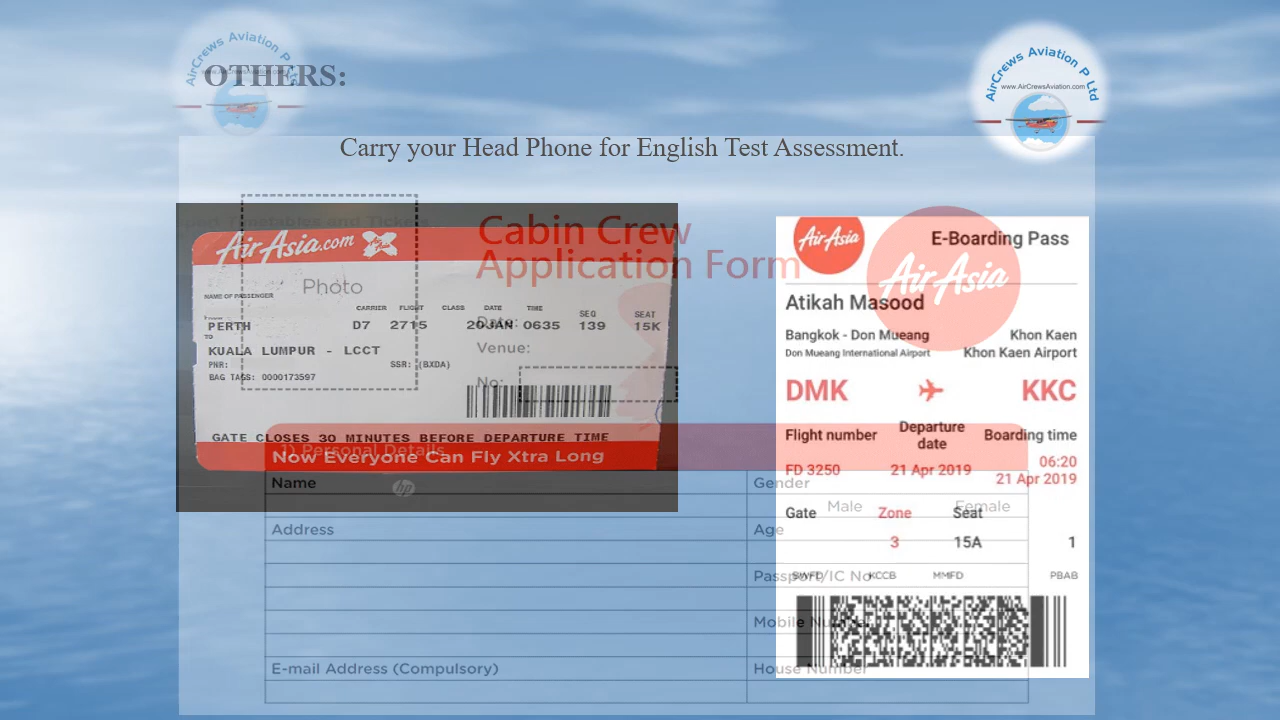 AirCrews Aviation P Ltd
OTHERS:
AirCrews Aviation P Ltd
www.AirCrewsAviation.com
Carry your Head Phone for English Test Assessment.
Timetables and Tickets
AirAsia.com
Photo
NAME OF PASSENGER
CARRIER FLIGHT CLASS DATE TIME SEQ SEAT
PERTH D7 2715 20JAN 0635 139 15K
TO
KUALA LUMPUR - LCCT
PNR: SSR: (BXDA)
BAG TAGS: 0000173597
GATE CLOSES 30 MINUTES BEFORE DEPARTURE TIME
Now Everyone Can Fly Xtra Long
hp
Cabin Crew
Application Form
Date:
Venue:
No:
AirAsia
AirAsia
E-Boarding Pass
Atikah Masood
Bangkok - Don Mueang Khon Kaen
Don Mueang International Airport Khon Kaen Airport
DMK KKC
Flight number Departure date Boarding time
FD 3250 21 Apr 2019 06:20
21 Apr 2019
Gate Zone Seat
3 15A 1
SWFD KCCB MMFD PBAB
1) Personal Details
Name Gender
Male Female
Address Age
Passport/IC No
Mobile Number
E-mail Address (Compulsory) House Number